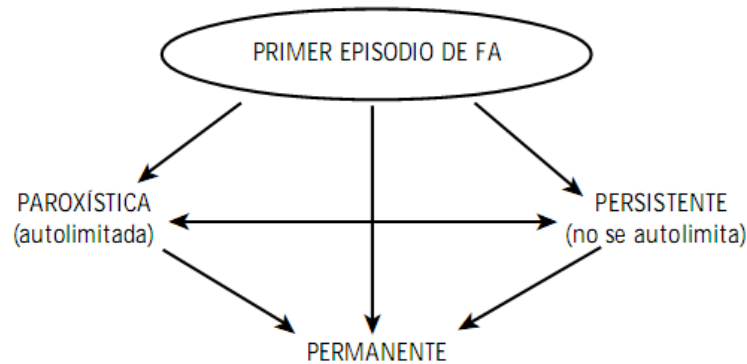 PRIMER EPISODIO DE FA
PAROXÍSTICA
(autolimitada)
PERSISTENTE
(no se autolimita)
PERMANENTE